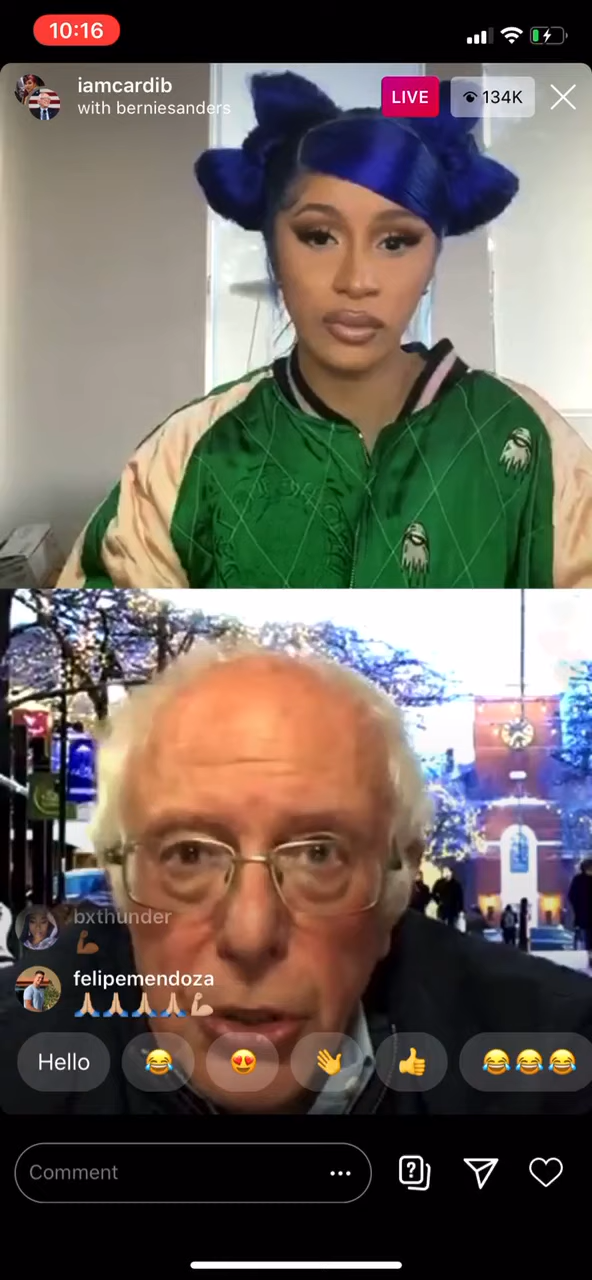 10:16
iamcardib
with berniesanders
LIVE
134K
bxthunder
felipemendoza
Hello
Comment